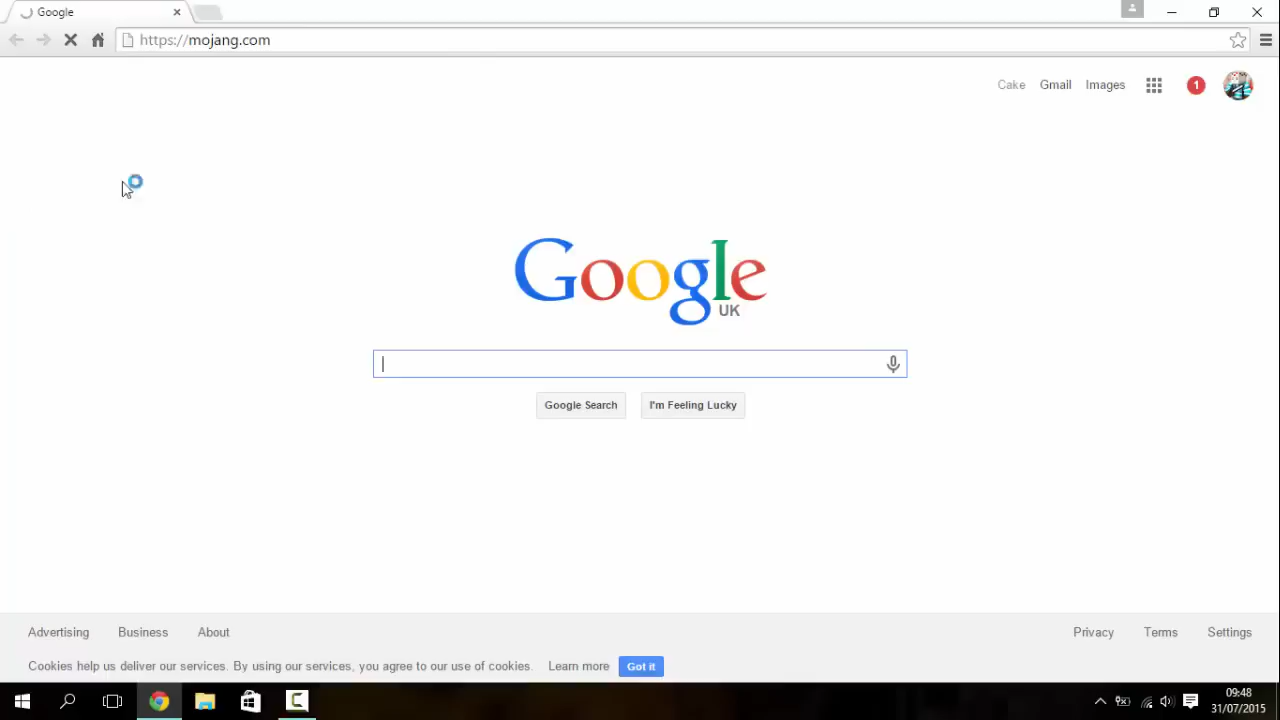 Google
https://mojang.com
Cake Gmail Images 1
Google
UK
Google Search I'm Feeling Lucky
Advertising Business About Privacy Terms Settings
Cookies help us deliver our services. By using our services, you agree to our use of cookies. Learn more Got it
09:48
31/07/2015